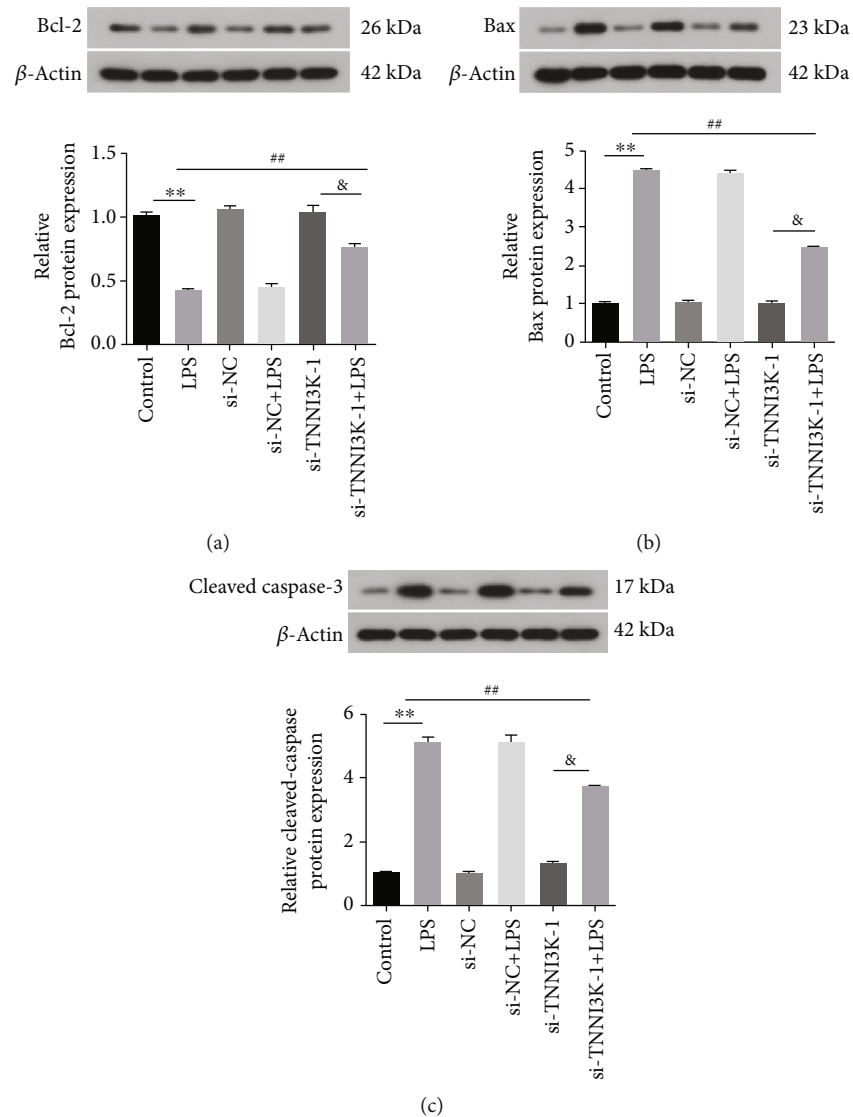 Bcl-2 26 kDa
β-Actin 42 kDa
Relative
Bcl-2 protein expression
1.5
1.0
0.5
0.0
**
##
&
Control
LPS
si-NC
si-NC+LPS
si-TNNI3K-1
si-TNNI3K-1+LPS
(a)
Bax 23 kDa
β-Actin 42 kDa
Relative
Bax protein expression
5
4
3
2
1
0
**
##
&
Control
LPS
si-NC
si-NC+LPS
si-TNNI3K-1
si-TNNI3K-1+LPS
(b)
Cleaved caspase-3 17 kDa
β-Actin 42 kDa
Relative cleaved-caspase
protein expression
6
4
2
0
**
##
&
Control
LPS
si-NC
si-NC+LPS
si-TNNI3K-1
si-TNNI3K-1+LPS
(c)